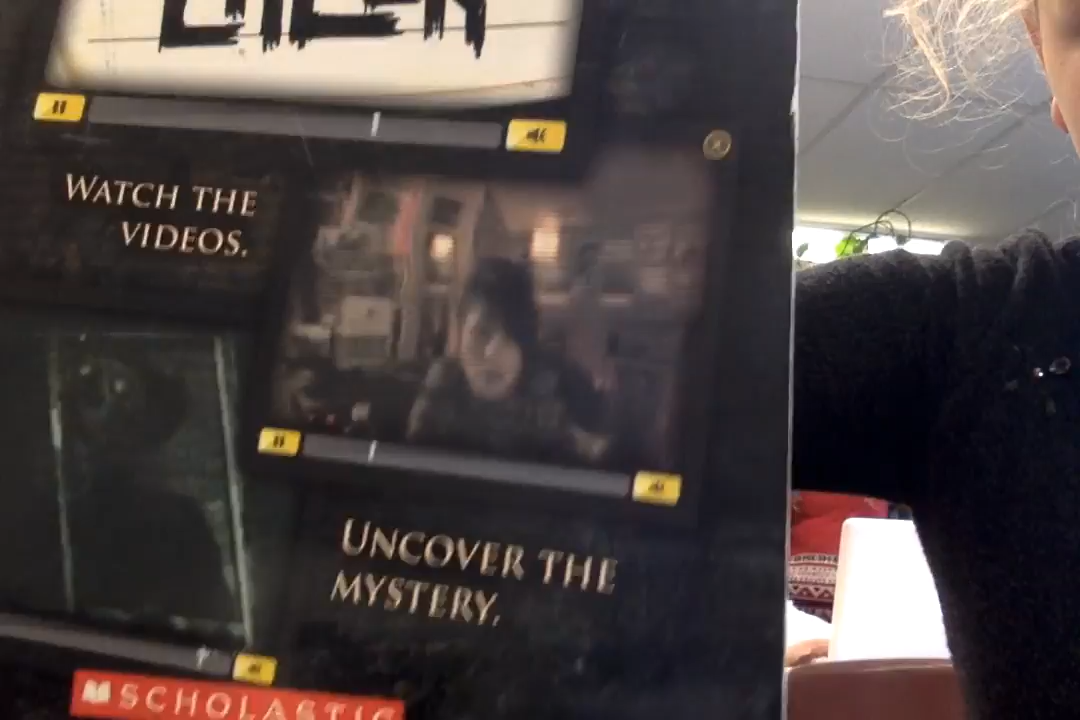 WATCH THE
VIDEOS.
UNCOVER THE
MYSTERY.
SCHOLASTIC